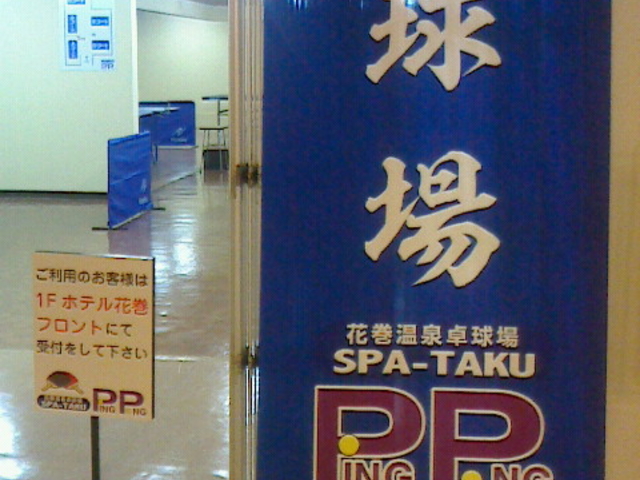 球場
花巻温泉卓球場
SPA-TAKU
PING PONG
ご利用のお客様は
1F ホテル花巻
フロントにて
受付をして下さい
SPA-TAKU
PING PONG